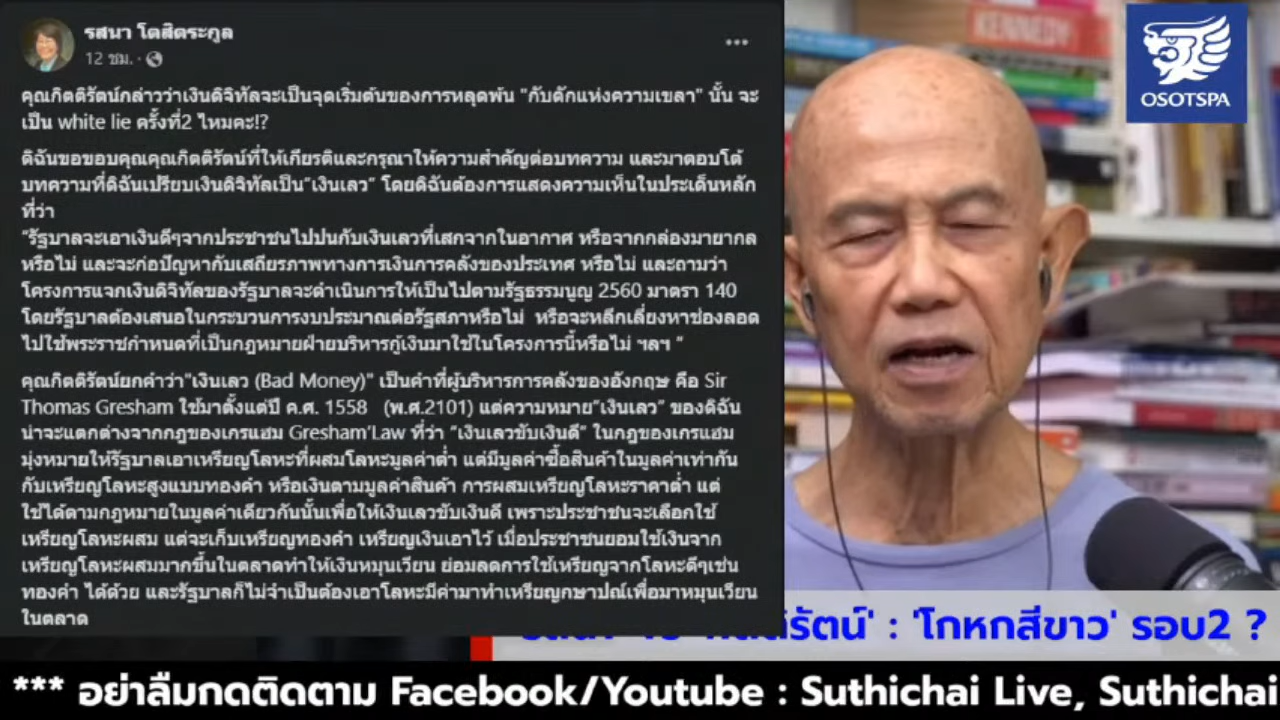 รสนา โตสิตระกูล
12 ชม.
คุณกิตติรัตน์กล่าวว่าเงินดิจิทัลจะเป็นจุดเริ่มต้นของการหลุดพ้น "กับดักแห่งความเขลา" นั้น จะ
เป็น white lie ครั้งที่2 ไหมคะ!?
ดิฉันขอขอบคุณคุณกิตติรัตน์ที่ให้เกียรติและกรุณาให้ความสำคัญต่อบทความ และมาตอบโต้
บทความที่ดิฉันเปรียบเงินดิจิทัลเป็น"เงินเลว" โดยดิฉันต้องการแสดงความเห็นในประเด็นหลัก
ที่ว่า
"รัฐบาลจะเอาเงินดีๆจากประชาชนไปปนกับเงินเลวที่เสกจากในอากาศ หรือจากกล่องมายากล
หรือไม่ และจะก่อปัญหากับเสถียรภาพทางการเงินการคลังของประเทศ หรือไม่ และถามว่า
โครงการแจกเงินดิจิทัลของรัฐบาลจะดำเนินการให้เป็นไปตามรัฐธรรมนูญ 2560 มาตรา 140
โดยรัฐบาลต้องเสนอในกระบวนการงบประมาณต่อรัฐสภาหรือไม่ หรือจะหลีกเลี่ยงหาช่องลอด
ไปใช้พระราชกำหนดที่เป็นกฎหมายฝ่ายบริหารกู้เงินมาใช้ในโครงการนี้หรือไม่ ฯลฯ "
คุณกิตติรัตน์ยกคำว่า"เงินเลว (Bad Money)" เป็นคำที่ผู้บริหารการคลังของอังกฤษ คือ Sir
Thomas Gresham ใช้มาตั้งแต่ปี ค.ศ. 1558 (พ.ศ.2101) แต่ความหมาย"เงินเลว" ของดิฉัน
น่าจะแตกต่างจากกฎของเกรแฮม Gresham'Law ที่ว่า "เงินเลวขับเงินดี" ในกฎของเกรแฮม
มุ่งหมายให้รัฐบาลเอาเหรียญโลหะที่ผสมโลหะมูลค่าต่ำ แต่มีมูลค่าซื้อสินค้าในมูลค่าเท่ากัน
กับเหรียญโลหะสูงแบบทองคำ หรือเงินตามมูลค่าสินค้า การผสมเหรียญโลหะราคาต่ำ แต่
ใช้ได้ตามกฎหมายในมูลค่าเดียวกันนั้นเพื่อให้เงินเลวขับเงินดี เพราะประชาชนจะเลือกใช้
เหรียญโลหะผสม แต่จะเก็บเหรียญทองคำ เหรียญเงินเอาไว้ เมื่อประชาชนยอมใช้เงินจาก
เหรียญโลหะผสมมากขึ้นในตลาดทำให้เงินหมุนเวียน ย่อมลดการใช้เหรียญจากโลหะดีๆเช่น
ทองคำ ได้ด้วย และรัฐบาลก็ไม่จำเป็นต้องเอาโลหะมีค่ามาทำเหรียญกษาปณ์เพื่อมาหมุนเวียน
ในตลาด
KENNEDY
OSOTSPA
: 'โกหกสีขาว' รอบ2 ?
*** อย่าลืมกดติดตาม Facebook/Youtube : Suthichai Live, Suthichai